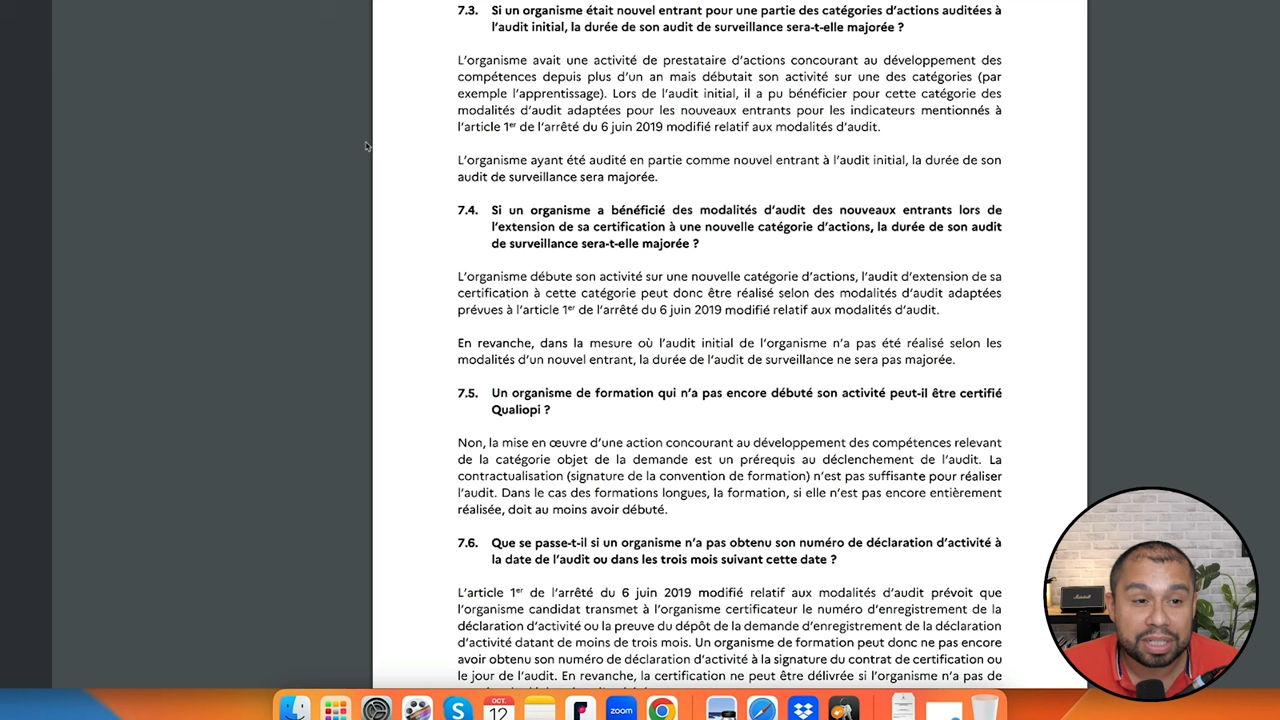 7.3. Si un organisme était nouvel entrant pour une partie des catégories d'actions auditées à
l'audit initial, la durée de son audit de surveillance sera-t-elle majorée ?
L'organisme avait une activité de prestataire d'actions concourant au développement des
compétences depuis plus d'un an mais débutait son activité sur une des catégories (par
exemple l'apprentissage). Lors de l'audit initial, il a pu bénéficier pour cette catégorie des
modalités d'audit adaptées pour les nouveaux entrants pour les indicateurs mentionnés à
l'article 1er de l'arrêté du 6 juin 2019 modifié relatif aux modalités d'audit.
L'organisme ayant été audité en partie comme nouvel entrant à l'audit initial, la durée de son
audit de surveillance sera majorée.
7.4. Si un organisme a bénéficié des modalités d'audit des nouveaux entrants lors de
l'extension de sa certification à une nouvelle catégorie d'actions, la durée de son audit
de surveillance sera-t-elle majorée ?
L'organisme débute son activité sur une nouvelle catégorie d'actions, l'audit d'extension de sa
certification à cette catégorie peut donc être réalisé selon des modalités d'audit adaptées
prévues à l'article 1er de l'arrêté du 6 juin 2019 modifié relatif aux modalités d'audit.
En revanche, dans la mesure où l'audit initial de l'organisme n'a pas été réalisé selon les
modalités d'un nouvel entrant, la durée de l'audit de surveillance ne sera pas majorée.
7.5. Un organisme de formation qui n'a pas encore débuté son activité peut-il être certifié
Qualiopi ?
Non, la mise en œuvre d'une action concourant au développement des compétences relevant
de la catégorie objet de la demande est un prérequis au déclenchement de l'audit. La
contractualisation (signature de la convention de formation) n'est pas suffisante pour réaliser
l'audit. Dans le cas des formations longues, la formation, si elle n'est pas encore entièrement
réalisée, doit au moins avoir débuté.
7.6. Que se passe-t-il si un organisme n'a pas obtenu son numéro de déclaration d'activité à
la date de l'audit ou dans les trois mois suivant cette date ?
L'article 1er de l'arrêté du 6 juin 2019 modifié relatif aux modalités d'audit prévoit que
l'organisme candidat transmet à l'organisme certificateur le numéro d'enregistrement de la
déclaration d'activité ou la preuve du dépôt de la demande d'enregistrement de la déclaration
d'activité datant de moins de trois mois. Un organisme de formation peut donc ne pas encore
avoir obtenu son numéro de déclaration d'activité à la signature du contrat de certification ou
le jour de l'audit. En revanche, la certification ne peut être délivrée si l'organisme n'a pas de
Marshall
OCT.
12
zoom